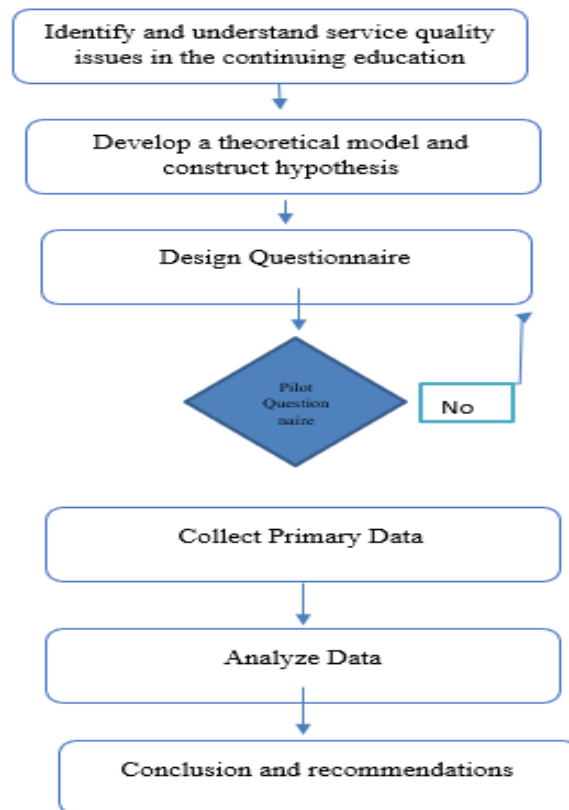 Identify and understand service quality
issues in the continuing education
Develop a theoretical model and
construct hypothesis
Design Questionnaire
Pilot
Question
naire
No
Collect Primary Data
Analyze Data
Conclusion and recommendations